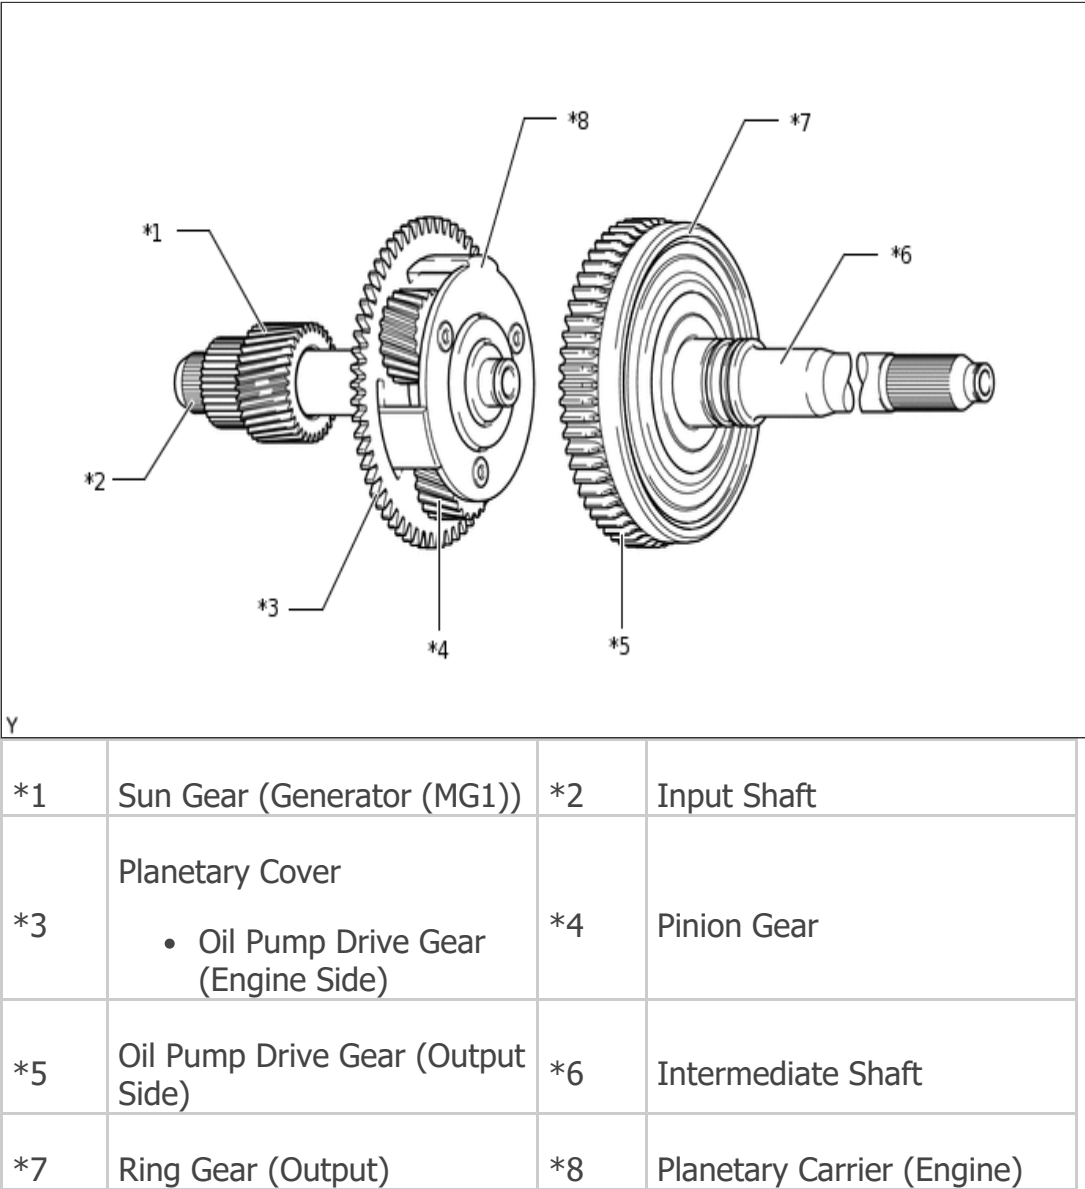 *8
*7
*1
*6
*2
*3
*4
*5
Y
*1 Sun Gear (Generator (MG1)) *2 Input Shaft
*3 Planetary Cover
• Oil Pump Drive Gear
(Engine Side)
*4 Pinion Gear
*5 Oil Pump Drive Gear (Output
Side)
*6 Intermediate Shaft
*7 Ring Gear (Output) *8 Planetary Carrier (Engine)